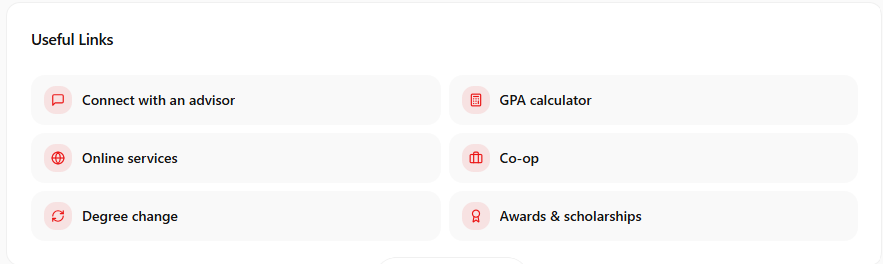 Useful Links
Connect with an advisor
GPA calculator
Online services
Co-op
Degree change
Awards & scholarships